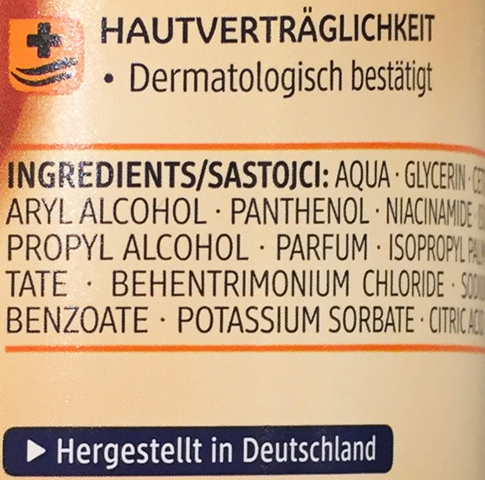 HAUTVERTRÄGLICHKEIT
• Dermatologisch bestätigt
INGREDIENTS/SASTOJCI: AQUA · GLYCERIN ·
ARYL ALCOHOL · PANTHENOL · NIACINAMIDE ·
PROPYL ALCOHOL · PARFUM · ISOPROPYL
TATE · BEHENTRIMONIUM CHLORIDE ·
BENZOATE · POTASSIUM SORBATE · CITRIC ACID
▶ Hergestellt in Deutschland